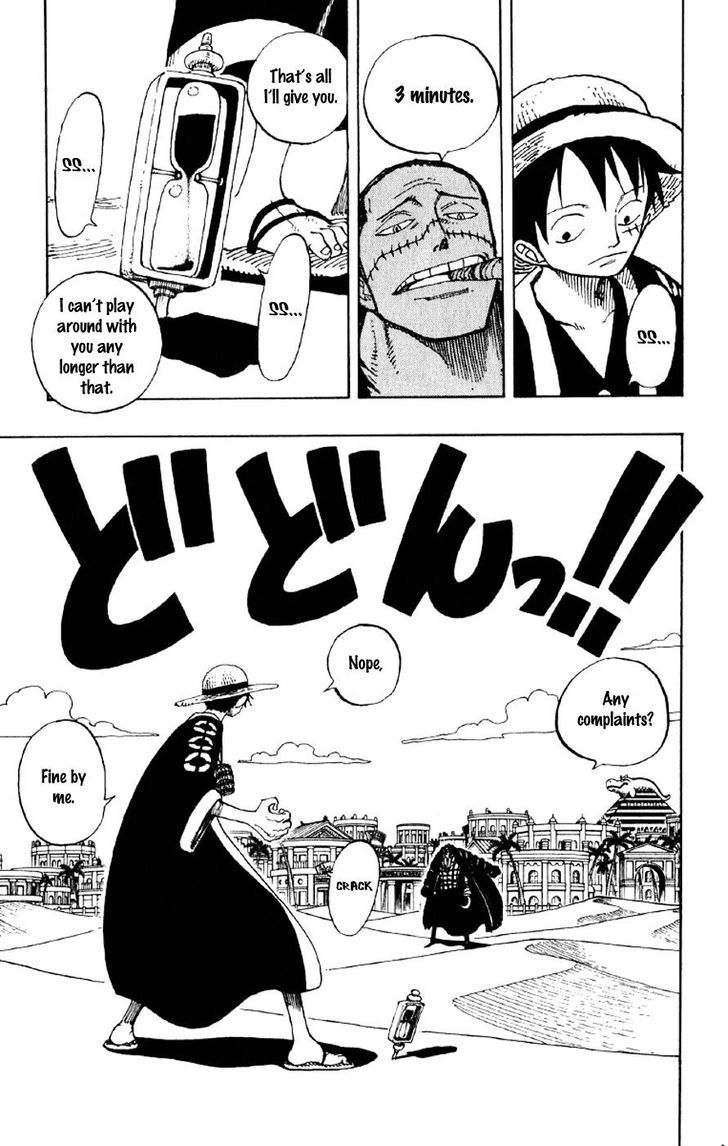 ...SS
3 minutes.
That's all
I'll give you.
...SS
...SS
I can't play
around with
you any
longer than
that.
どどんっ!!
Any
complaints?
Nope,
Fine by
me.
CRACK